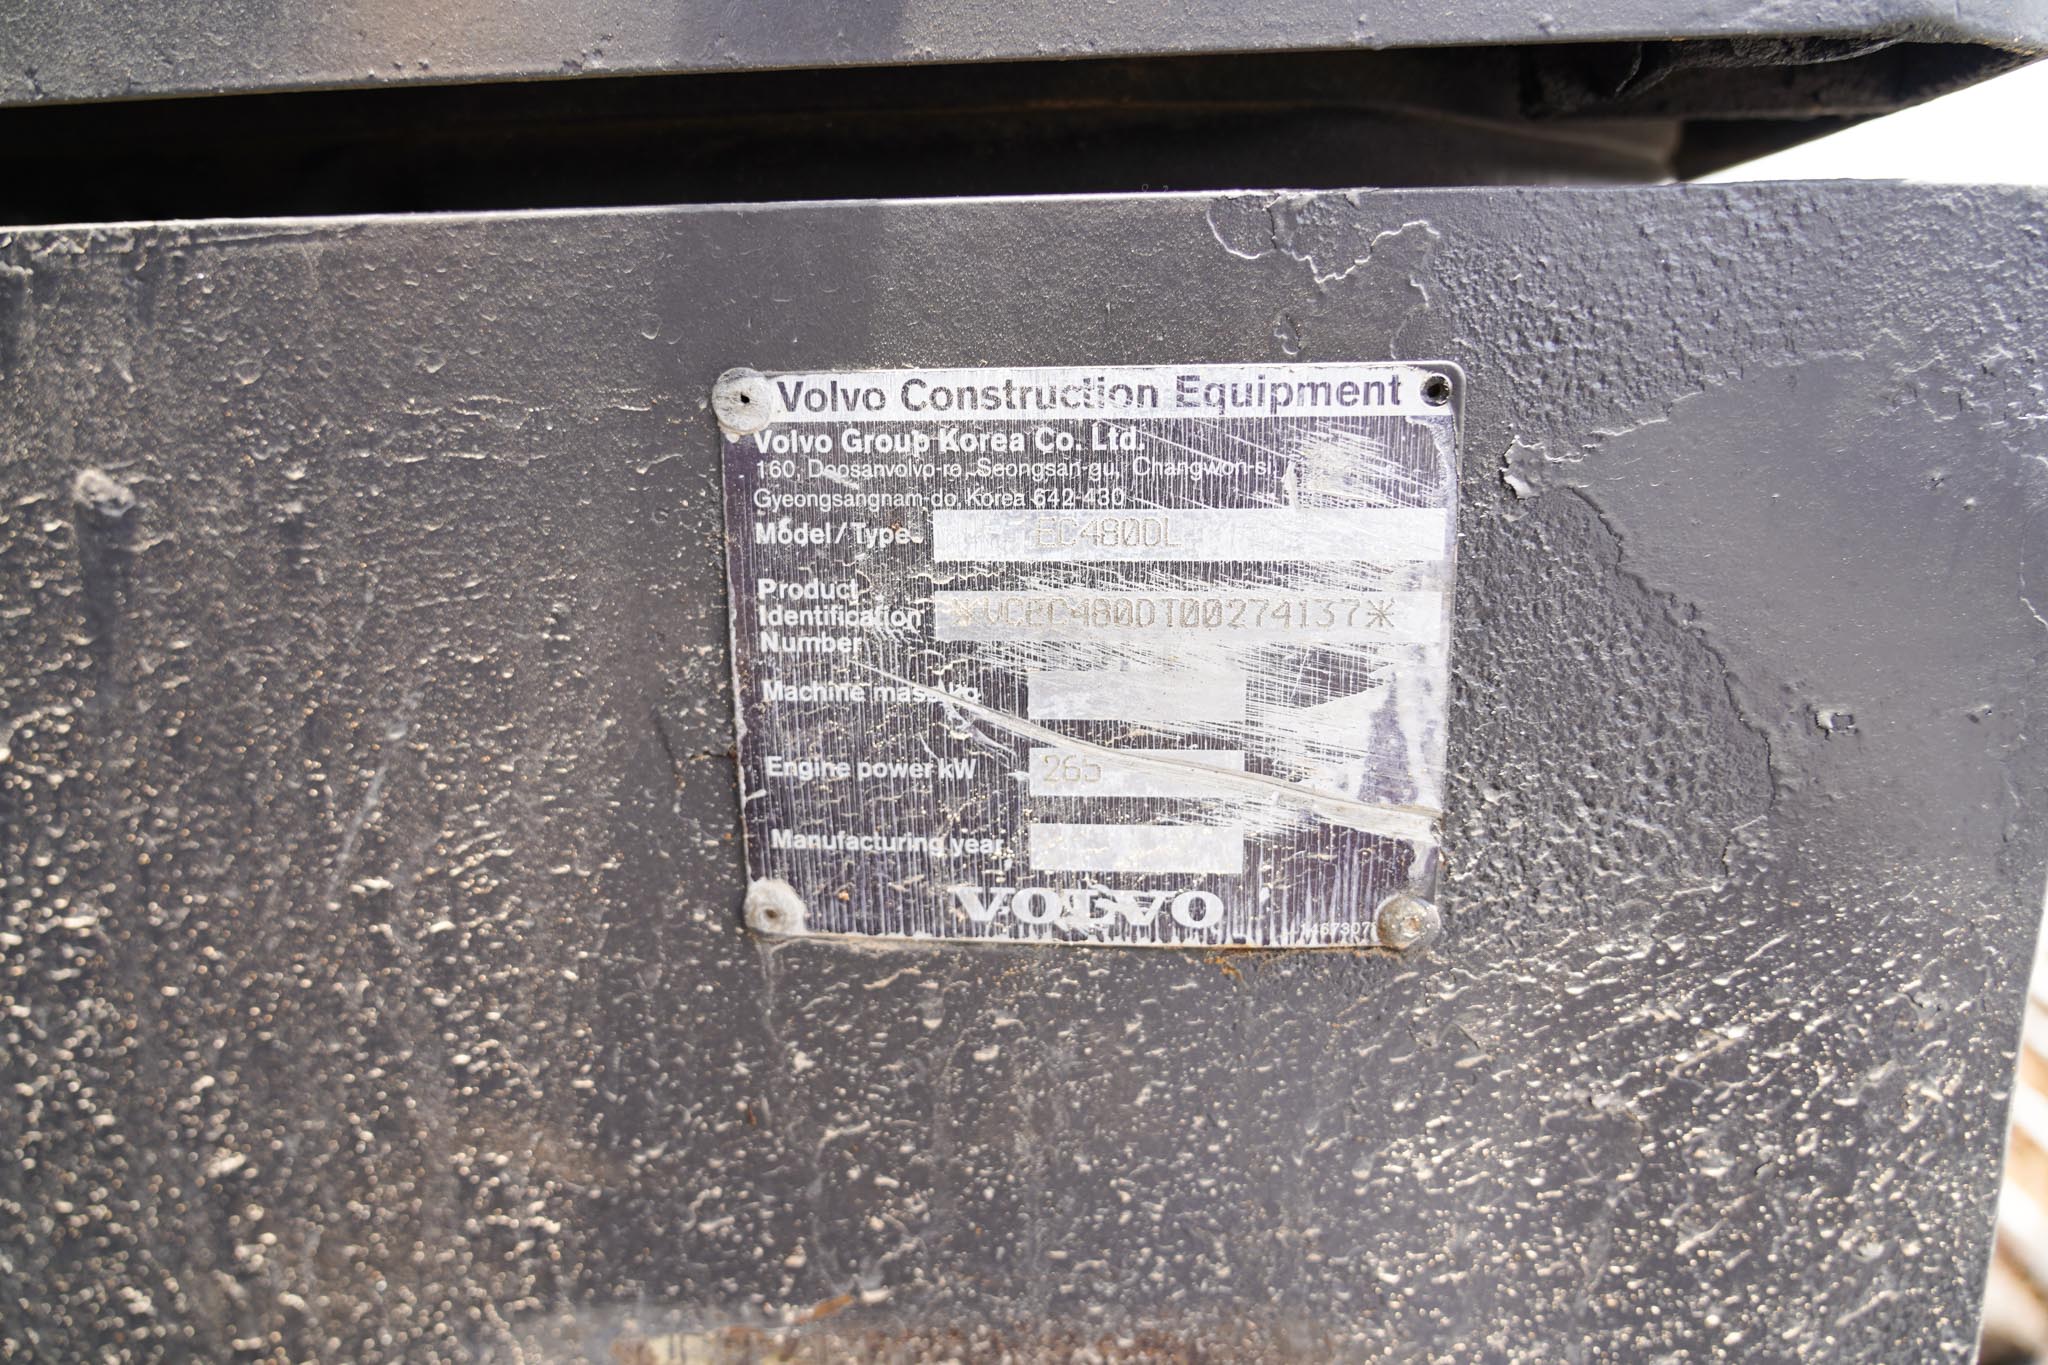 Volvo Construction Equipment
Volvo Group Korea Co. Ltd.
160, Doosanvolvo-ro, Seongsan-gu, Changwon-si,
Gyeongsangnam-do, Korea 642-430
Model / Type EC480DL
Product
Identification *VCEC480DT00274137*
Number
Machine mass kg.
Engine power kW 265
Manufacturing year
VOLVO